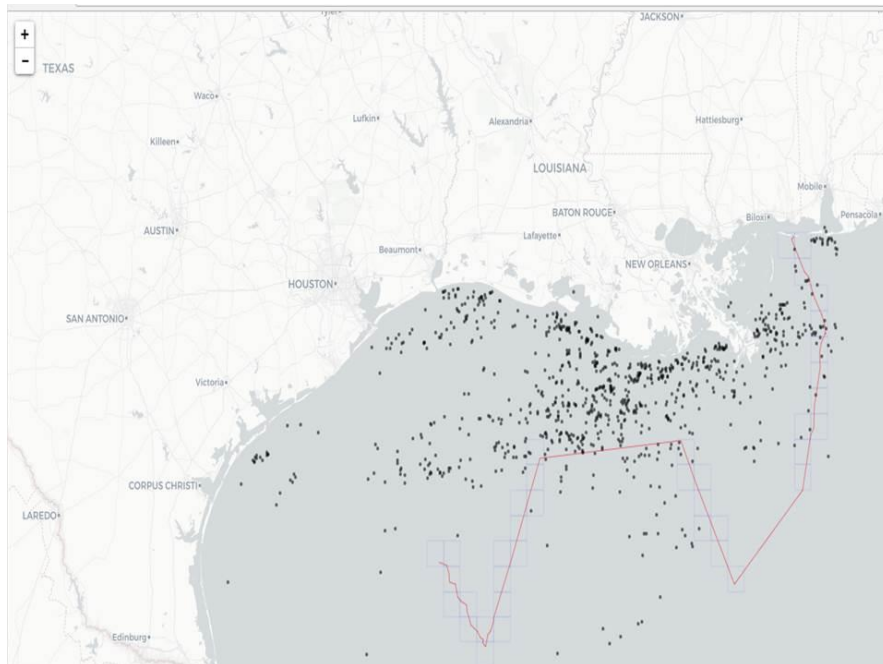 JACKSON
+
−
TEXAS
Waco
Lufkin
Alexandria
Hattiesburg
Killeen
LOUISIANA
Mobile
BATON ROUGE
Biloxi
Pensacola
AUSTIN
Lafayette
Beaumont
NEW ORLEANS
HOUSTON
SAN ANTONIO
Victoria
CORPUS CHRISTI
LAREDO
Edinburg